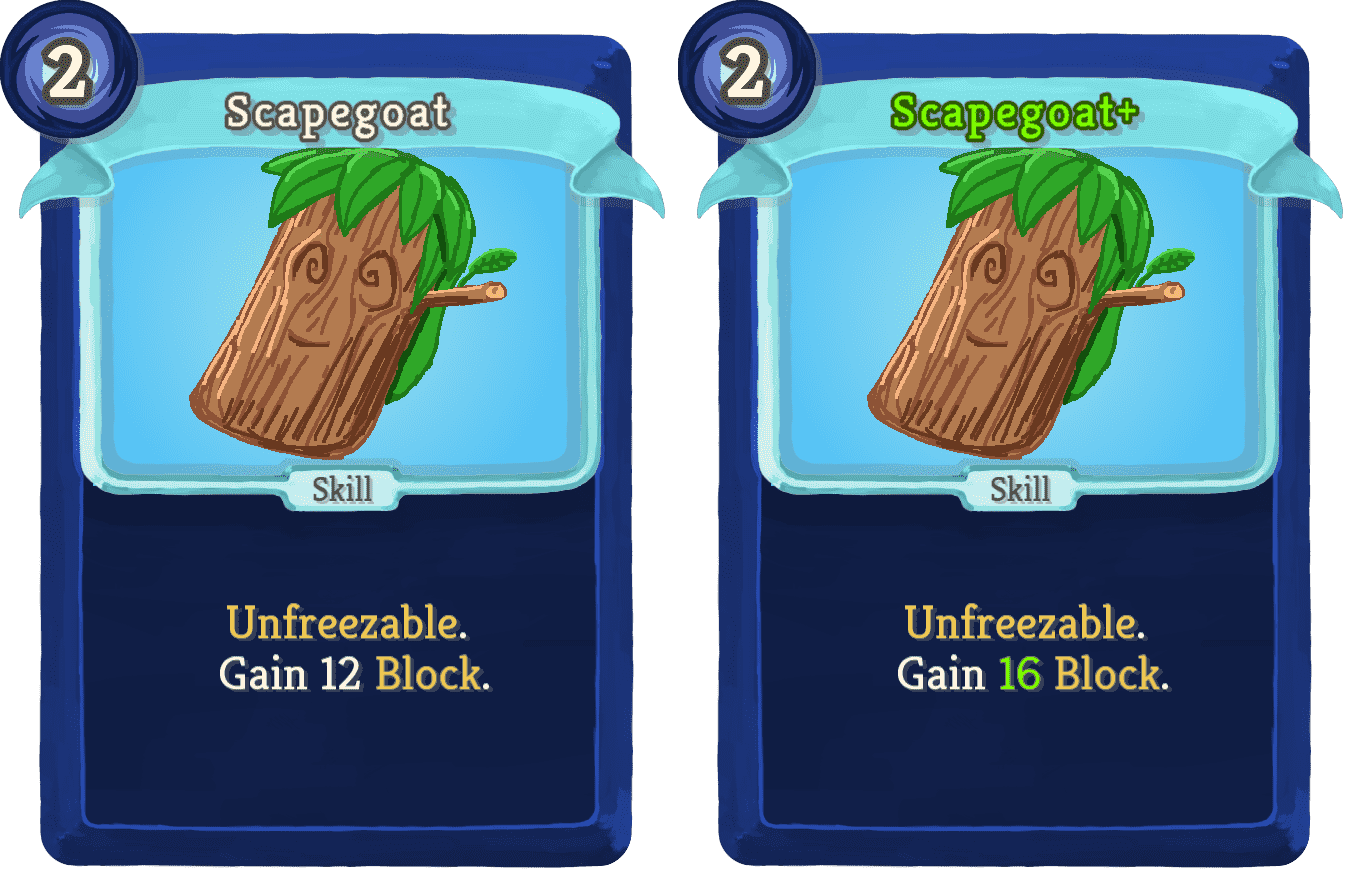 2
Scapegoat
Skill
Unfreezable.
Gain 12 Block.
2
Scapegoat+
Skill
Unfreezable.
Gain 16 Block.